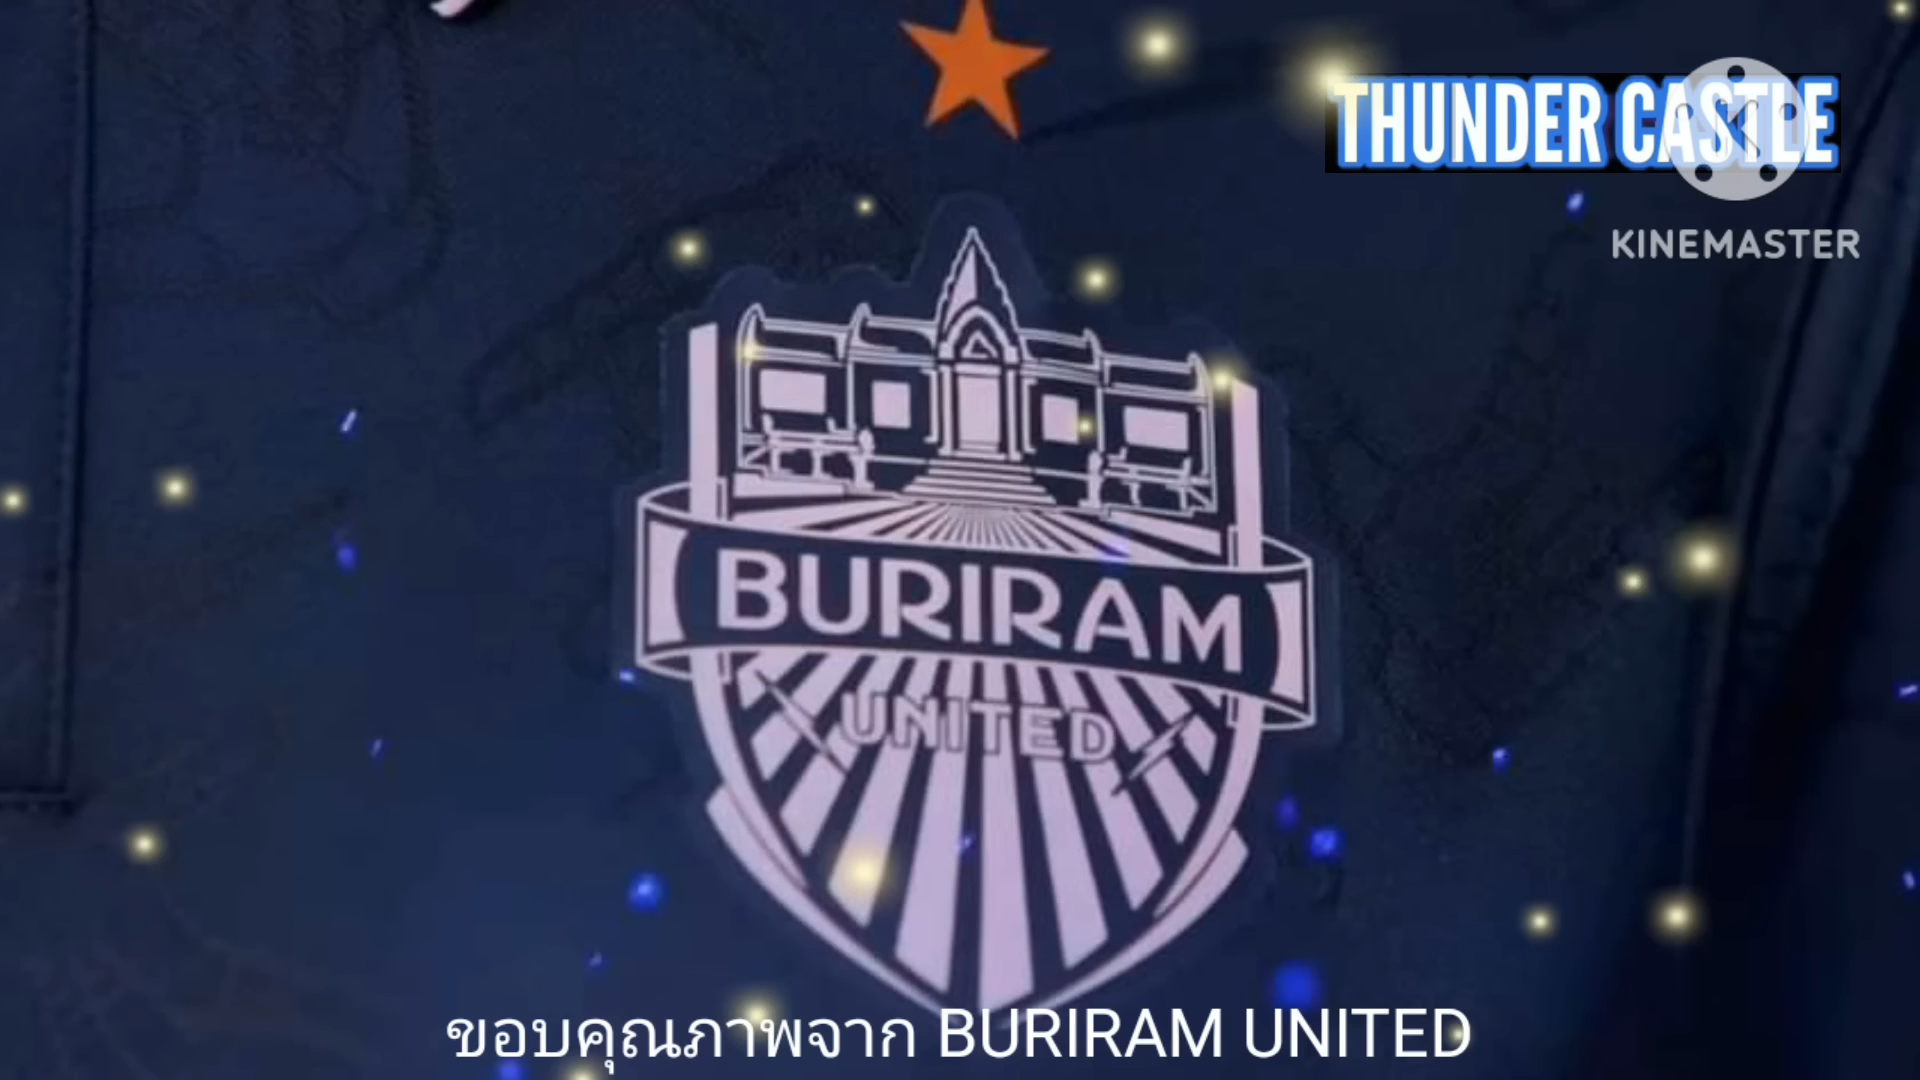 THUNDER CASTLE
KINEMASTER
BURIRAM
UNITED
ขอบคุณภาพจาก BURIRAM UNITED